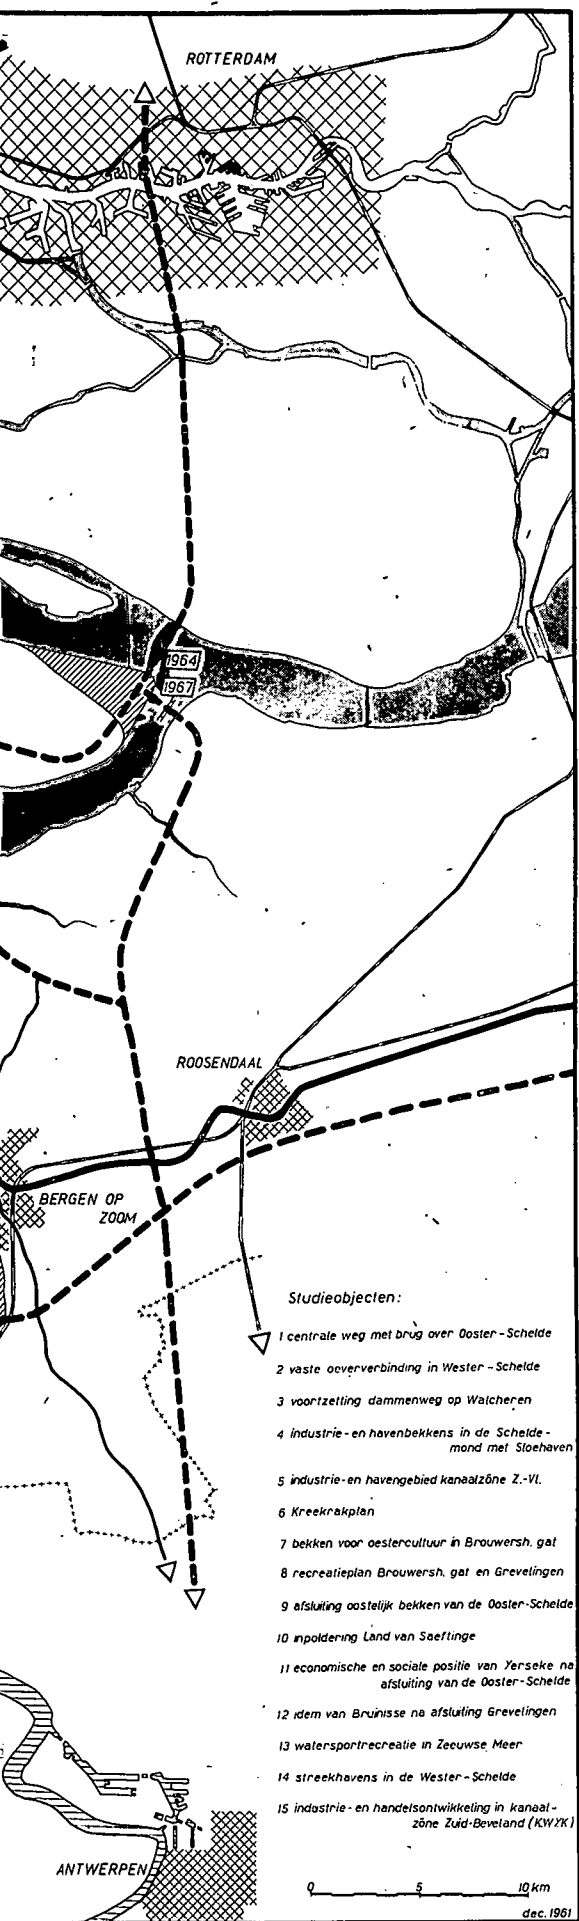 ROTTERDAM
1964
1967
ROOSENDAAL
BERGEN OP
ZOOM
Studieobjecten:
1 centrale weg met brug over Ooster-Schelde
2 vaste oeververbinding in Wester-Schelde
3 voortzetting dammenweg op Walcheren
4 industrie- en havenbekkens in de Schelde-
mond met Sloehaven
5 industrie- en havengebied kanaalzône Z.-Vl.
6 Kreekrakplan
7 bekken voor oestercultuur in Brouwersh. gat
8 recreatieplan Brouwersh. gat en Grevelingen
9 afsluiting oostelijk bekken van de Ooster-Schelde
10 inpoldering Land van Saeftinge
11 economische en sociale positie van Yerseke na
afsluiting van de Ooster-Schelde
12 idem van Bruinisse na afsluiting Grevelingen
13 watersportrecreatie in Zeeuwse Meer
14 streekhavens in de Wester-Schelde
15 industrie- en handelsontwikkeling in kanaal-
zône Zuid-Beveland (KWYK)
ANTWERPEN
0 5 10 km
dec. 1961